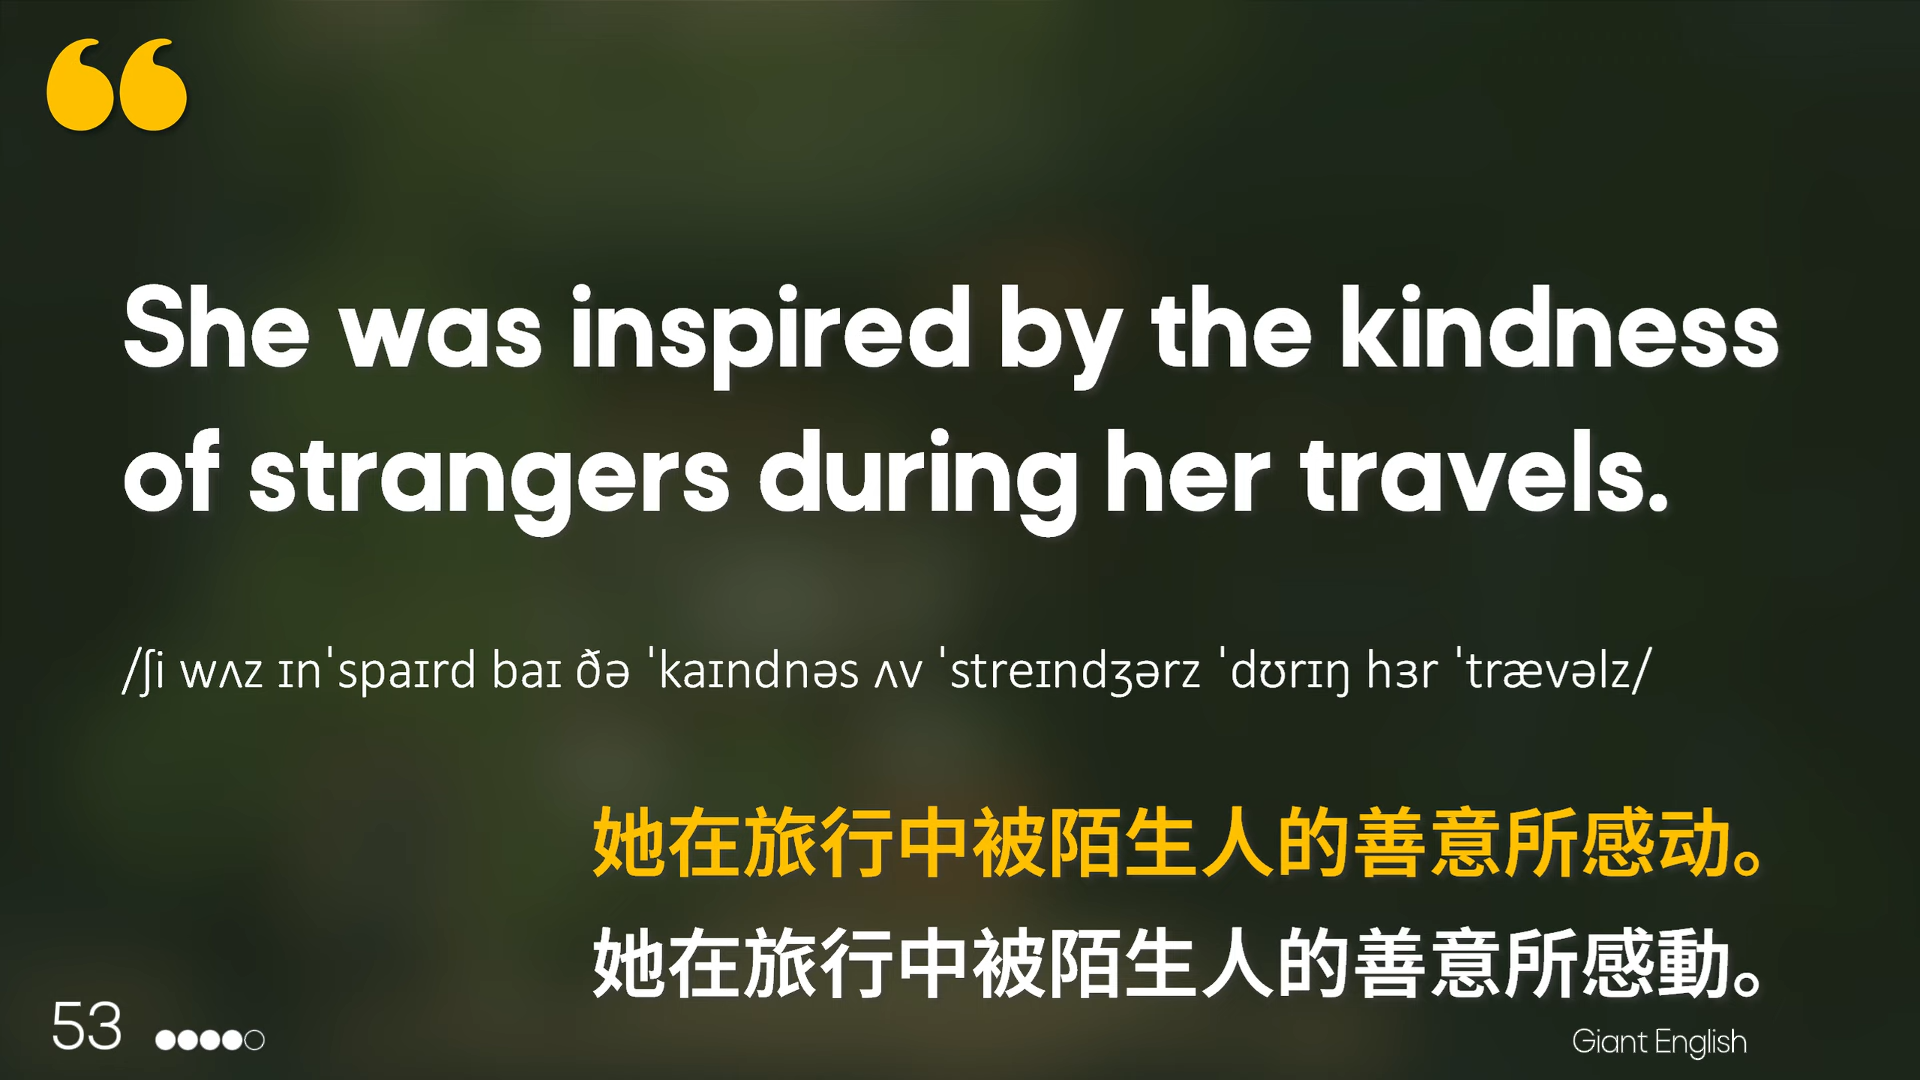 “
She was inspired by the kindness
of strangers during her travels.
/ʃi wʌz ɪnˈspaɪrd baɪ ðə ˈkaɪndnəs ʌv ˈstreɪndʒərz ˈdʊrɪŋ hɜr ˈtrævəlz/
她在旅行中被陌生人的善意所感动。
她在旅行中被陌生人的善意所感動。
53
Giant English